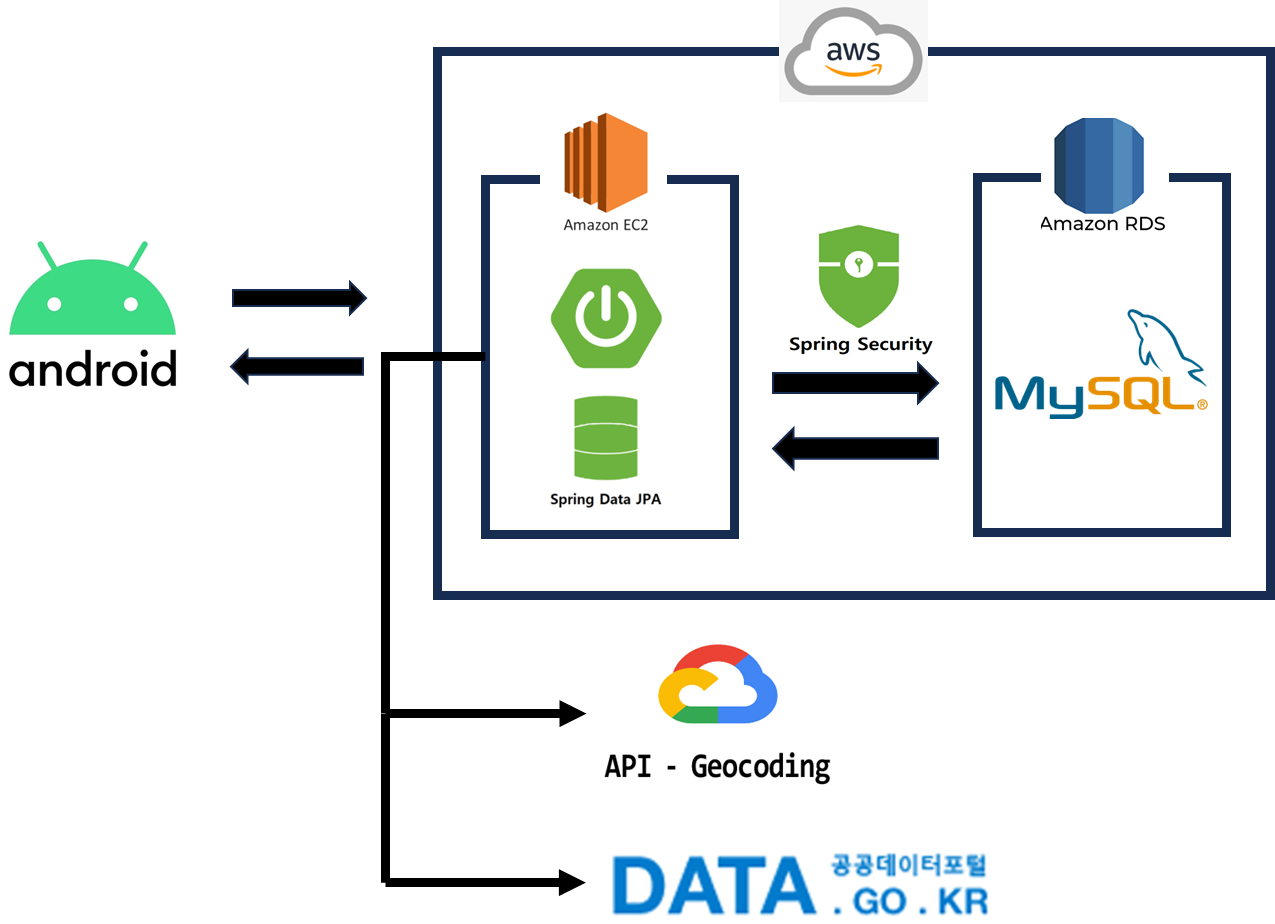 aws
Amazon EC2
Amazon RDS
android
Spring Security
MySQL®
Spring Data JPA
API - Geocoding
DATA 공공데이터포털
.GO.KR